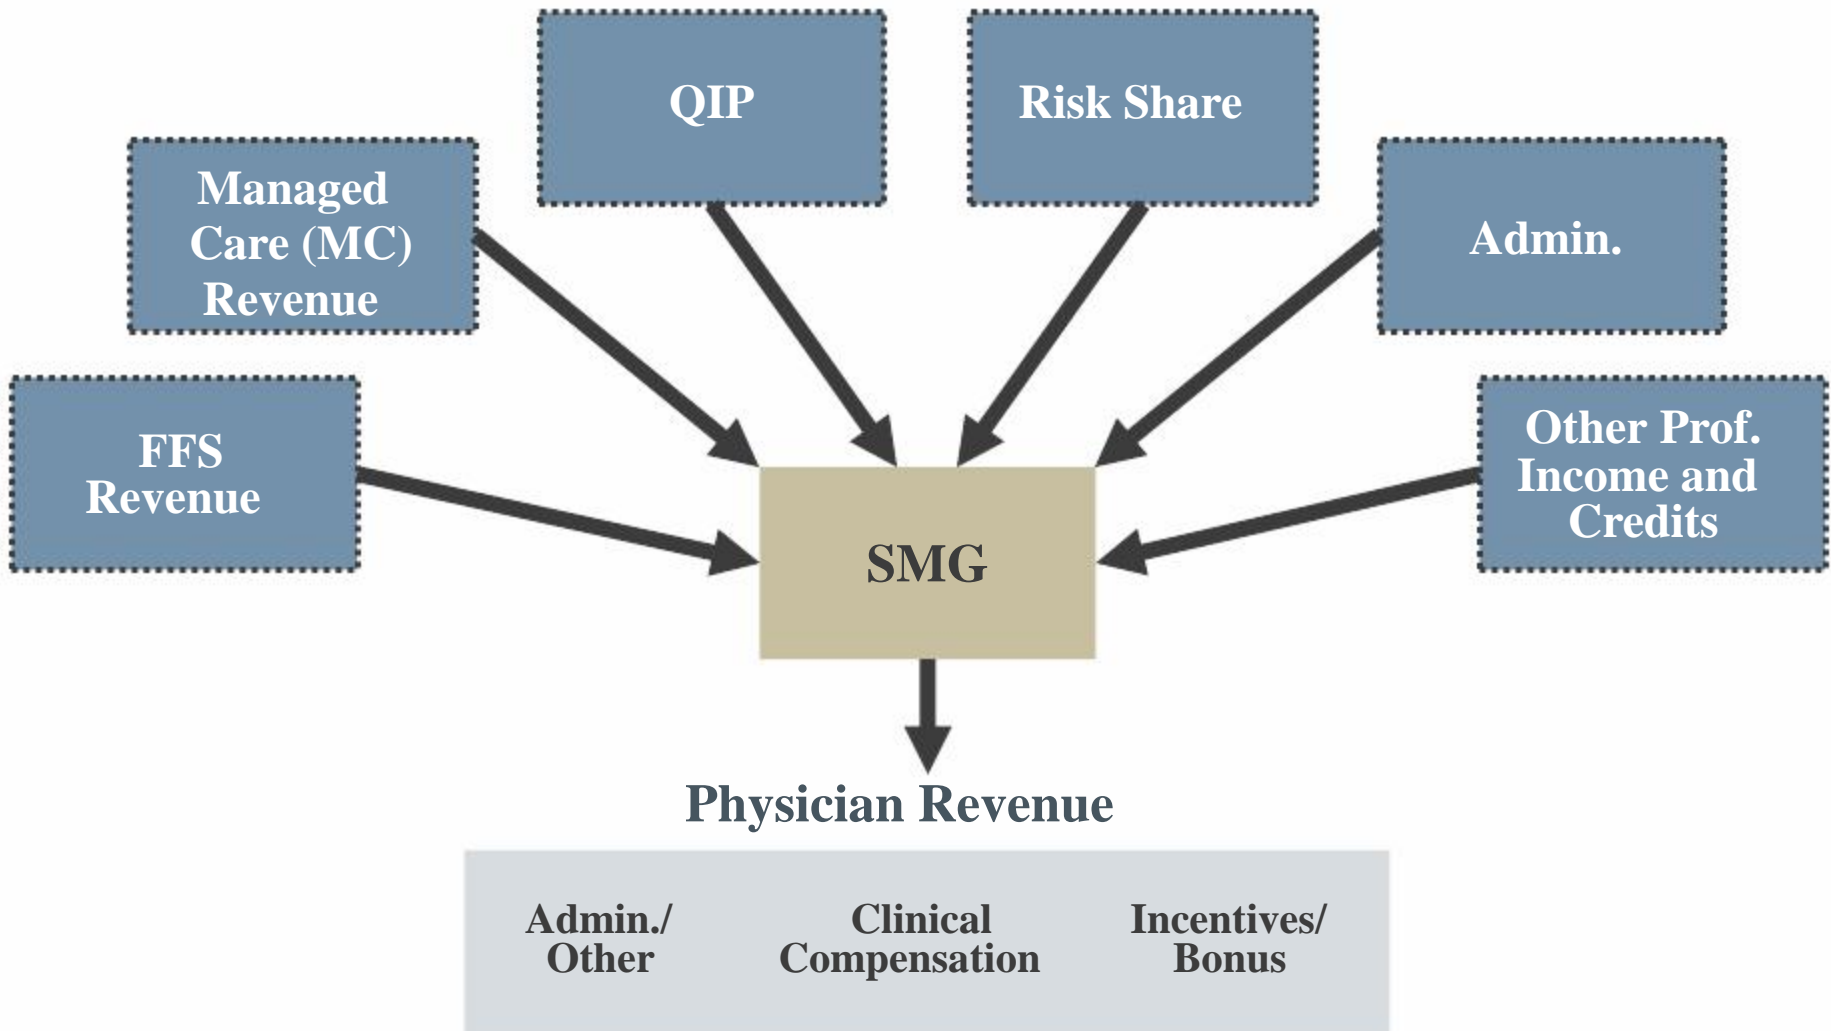 QIP
Risk Share
Managed
Care (MC)
Revenue
Admin.
FFS
Revenue
Other Prof.
Income and
Credits
SMG
Physician Revenue
Admin./
Other
Clinical
Compensation
Incentives/
Bonus